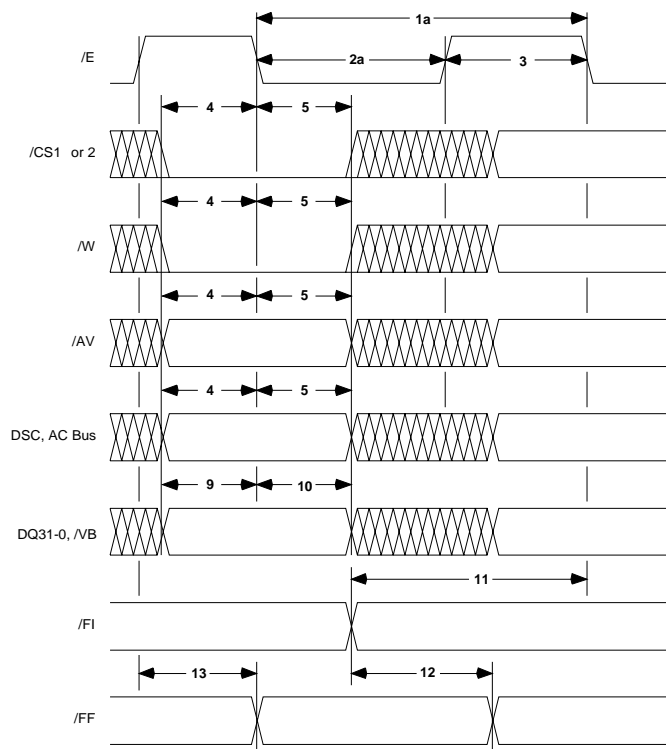 1a
/E
2a
3
4
5
/CS1 or 2
4
5
/W
4
5
/AV
4
5
DSC, AC Bus
9
10
DQ31-0, /VB
11
/FI
13
12
/FF